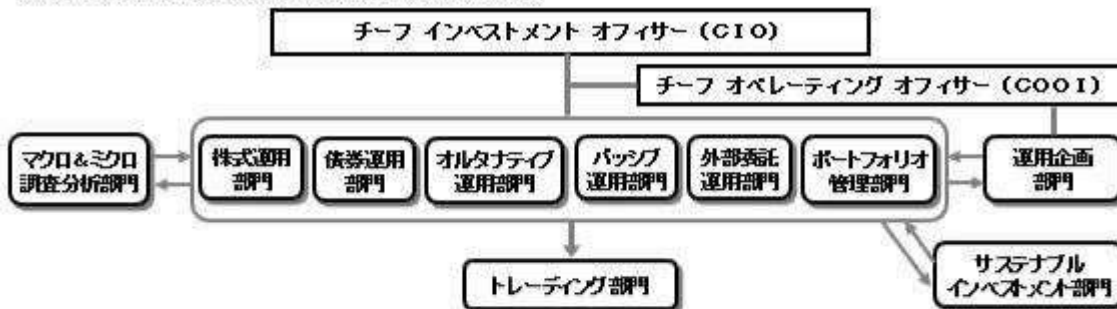 チーフ インベストメント オフィサー (CIO)
チーフ オペレーティング オフィサー (COOI)
マクロ&ミクロ
調査分析部門
株式運用
部門
債券運用
部門
オルタナティブ
運用部門
パッシブ
運用部門
外部委託
運用部門
ポートフォリオ
管理部門
運用企画
部門
トレーディング部門
サステナブル
インベストメント部門